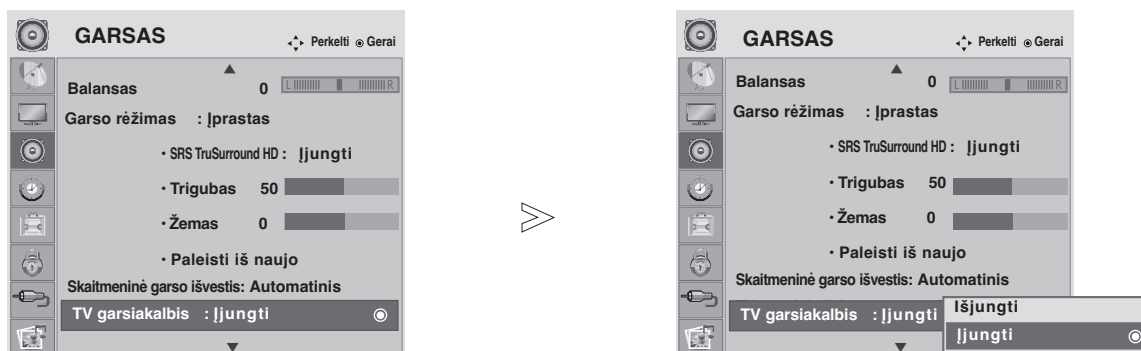 GARSAS Perkelti Gerai
Balansas 0 L R
Garso rėžimas : Įprastas
• SRS TruSurround HD : Įjungti
• Trigubas 50
• Žemas 0
• Paleisti iš naujo
Skaitmeninė garso išvestis: Automatinis
TV garsiakalbis : Įjungti
GARSAS Perkelti Gerai
Balansas 0 L R
Garso rėžimas : Įprastas
• SRS TruSurround HD : Įjungti
• Trigubas 50
• Žemas 0
• Paleisti iš naujo
Skaitmeninė garso išvestis: Automatinis
TV garsiakalbis : Įjungti
Išjungti
Įjungti